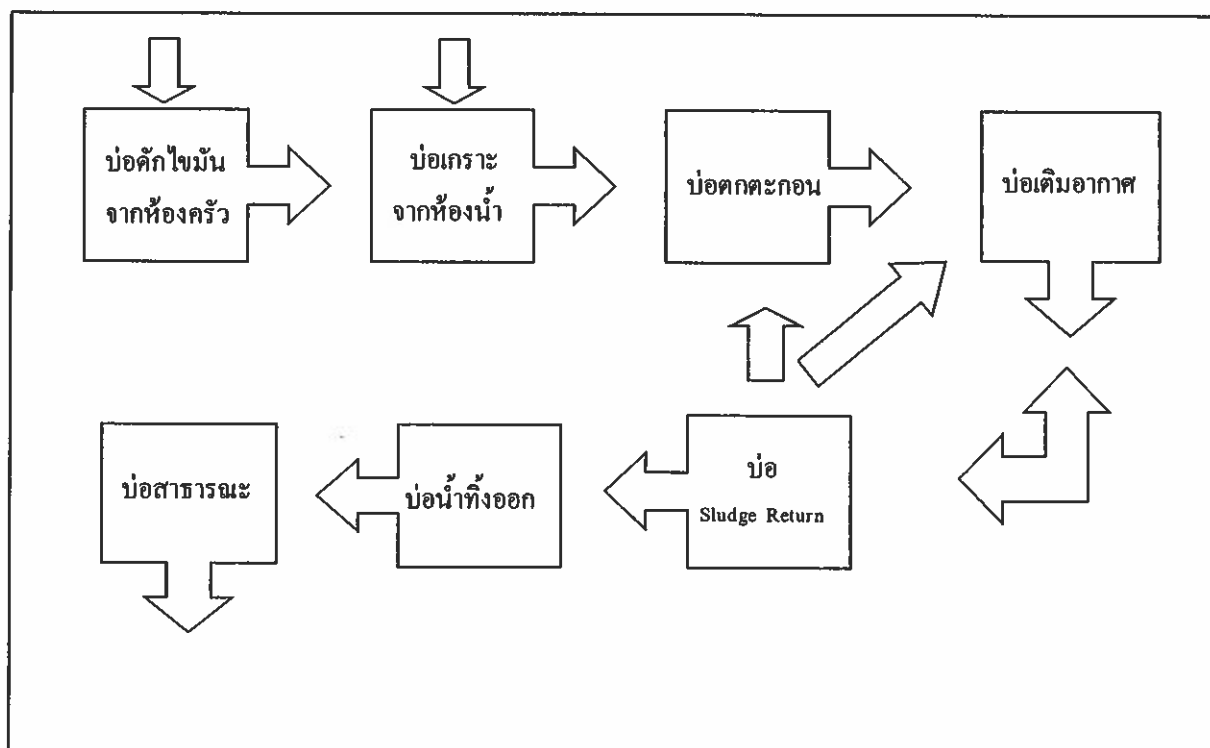 บ่อดักไขมัน
จากห้องครัว
บ่อเกราะ
จากห้องน้ำ
บ่อตกตะกอน
บ่อเติมอากาศ
บ่อสาธารณะ
บ่อน้ำทิ้งออก
บ่อ
Sludge Return